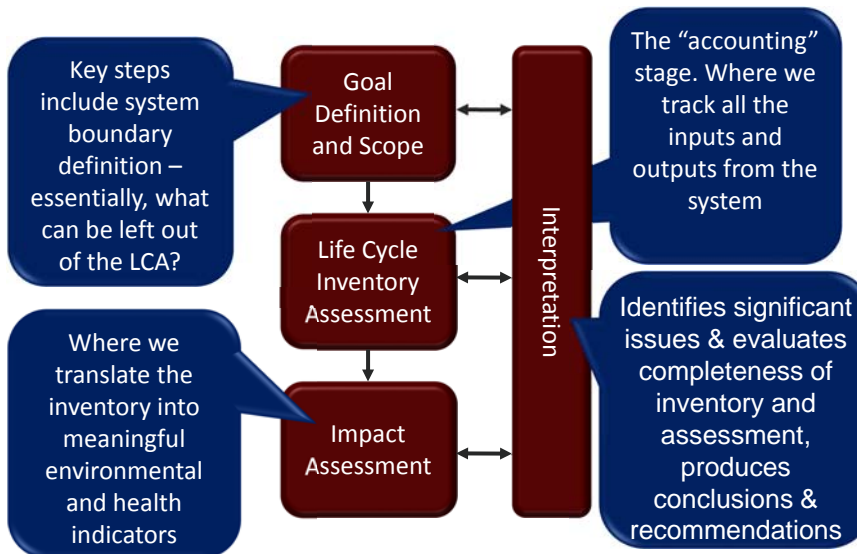 Key steps
include system
boundary
definition –
essentially, what
can be left out
of the LCA?
Goal
Definition
and Scope
The “accounting”
stage. Where we
track all the
inputs and
outputs from the
system
Life Cycle
Inventory
Assessment
Interpretation
Where we
translate the
inventory into
meaningful
environmental
and health
indicators
Impact
Assessment
Identifies significant
issues & evaluates
completeness of
inventory and
assessment,
produces
conclusions &
recommendations